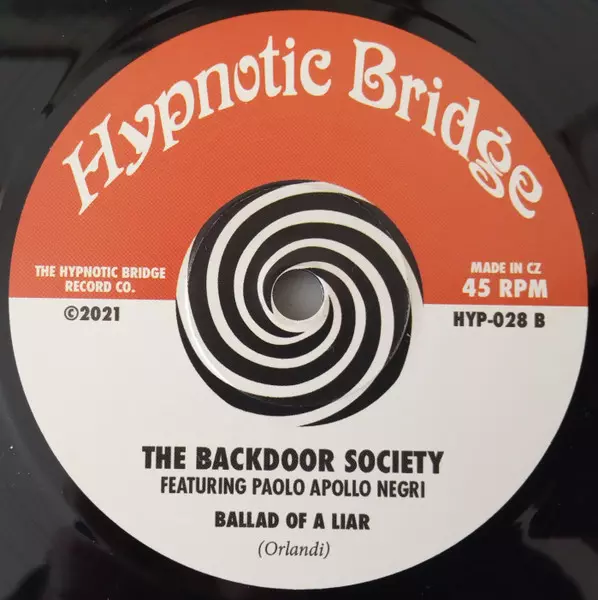 Hypnotic Bridge
THE HYPNOTIC BRIDGE
RECORD CO.
©2021
MADE IN CZ
45 RPM
HYP-028 B
THE BACKDOOR SOCIETY
FEATURING PAOLO APOLLO NEGRI
BALLAD OF A LIAR
(Orlandi)